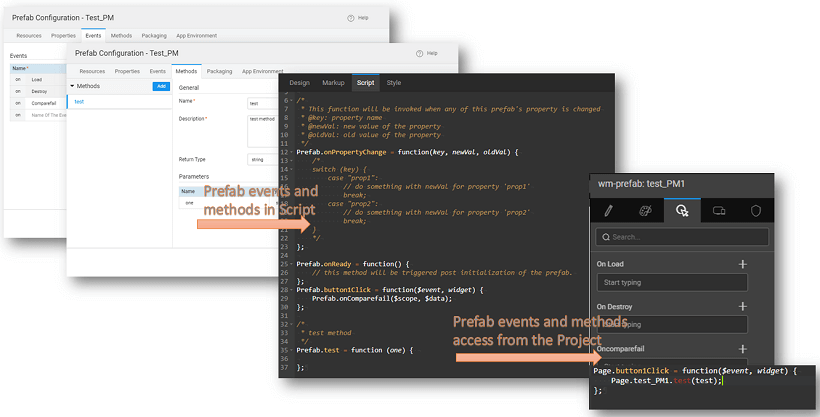 Prefab Configuration - Test_PM
Help
Resources Properties Events Methods Packaging App Environment
Events
Name*
on Load
on Destroy
on Comparefail
on Name Of The Eve
Prefab Configuration - Test_PM
Help
Resources Properties Events Methods Packaging App Environment
Methods Add
test
General
Name* test
Description* test method
Return Type string
Parameters
Name
one
Prefab events and
methods in Script
Design Markup Script Style
6 /*
7 * This function will be invoked when any of this prefab's property is changed
8 * @key: property name
9 * @newVal: new value of the property
10 * @oldVal: old value of the property
11 */
12 Prefab.onPropertyChange = function(key, newVal, oldVal) {
13 /*
14 switch (key) {
case "prop1":
// do something with newVal for property 'prop1'
break;
case "prop2":
// do something with newVal for property 'prop2'
break;
21 }
22 */
23 };
24
25 Prefab.onReady = function() {
26 // this method will be triggered post initialization of the prefab.
27 };
28 Prefab.button1Click = function($event, widget) {
29 Prefab.onComparefail($scope, $data);
30 };
31
32 /*
33 * test method
34 */
35 Prefab.test = function (one) {
36
37 };
Prefab events and methods
access from the Project
wm-prefab: test_PM1
Search...
On Load +
Start typing
On Destroy +
typing
Oncomparefail +
Page.button1Click = function($event, widget) {
Page.test_PM1.test(test);
};